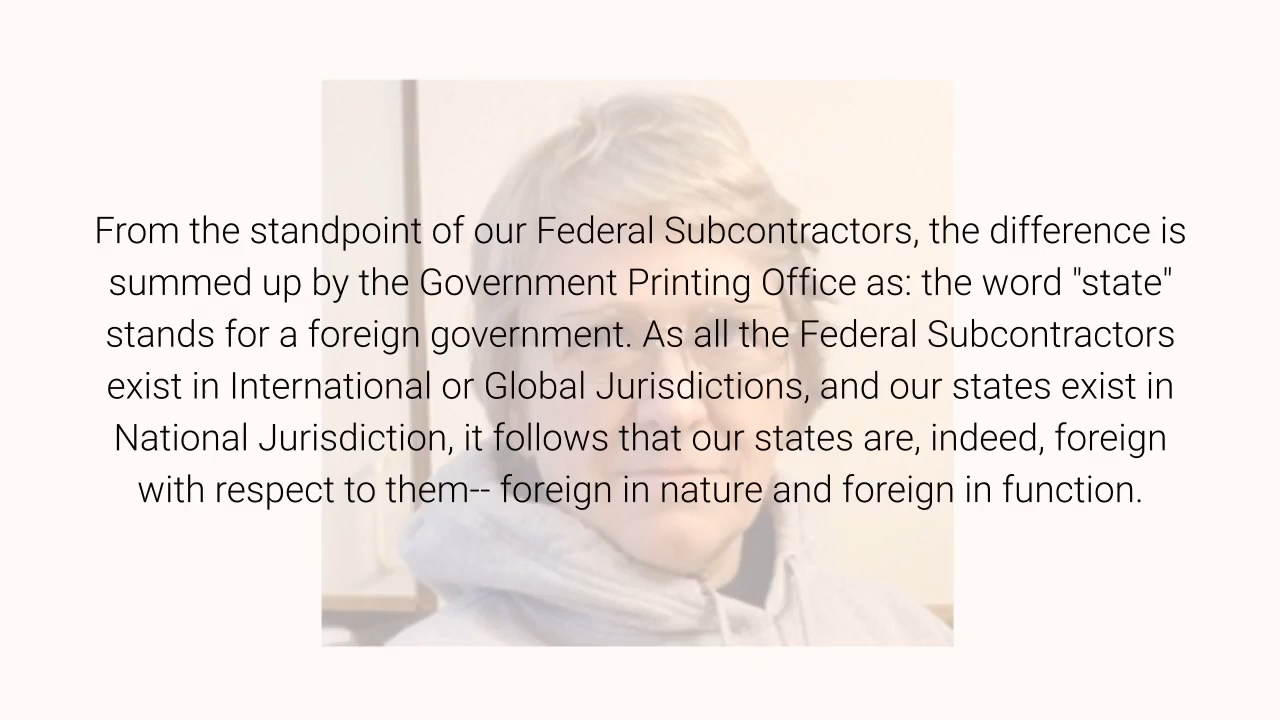 From the standpoint of our Federal Subcontractors, the difference is
summed up by the Government Printing Office as: the word "state"
stands for a foreign government. As all the Federal Subcontractors
exist in International or Global Jurisdictions, and our states exist in
National Jurisdiction, it follows that our states are, indeed, foreign
with respect to them-- foreign in nature and foreign in function.